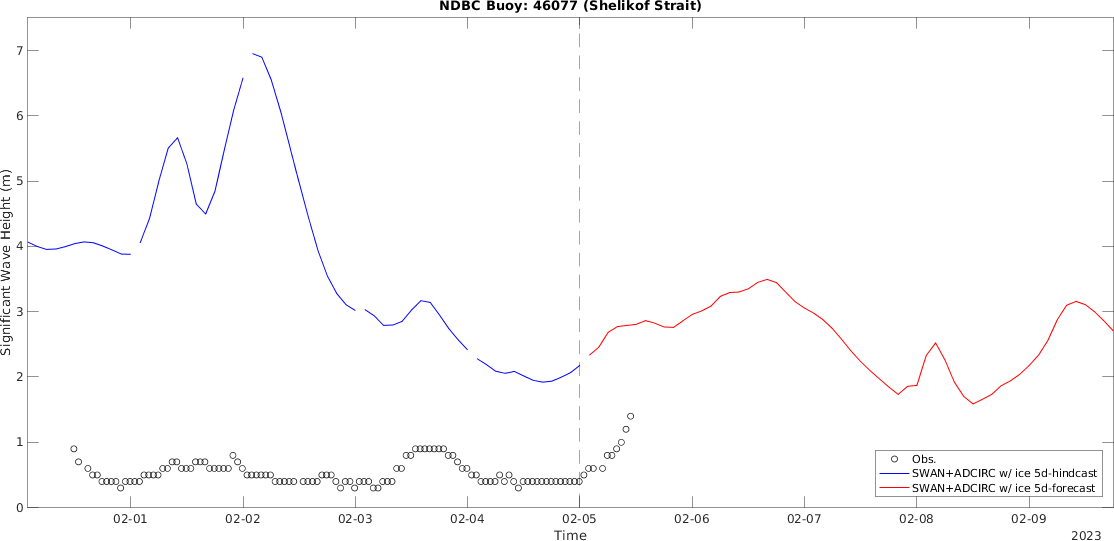 NDBC Buoy: 46077 (Shelikof Strait)
Significant Wave Height (m)
7
6
5
4
3
2
1
0
02-01 02-02 02-03 02-04 02-05 02-06 02-07 02-08 02-09
Time
2023
Obs.
SWAN+ADCIRC w/ ice 5d-hindcast
SWAN+ADCIRC w/ ice 5d-forecast